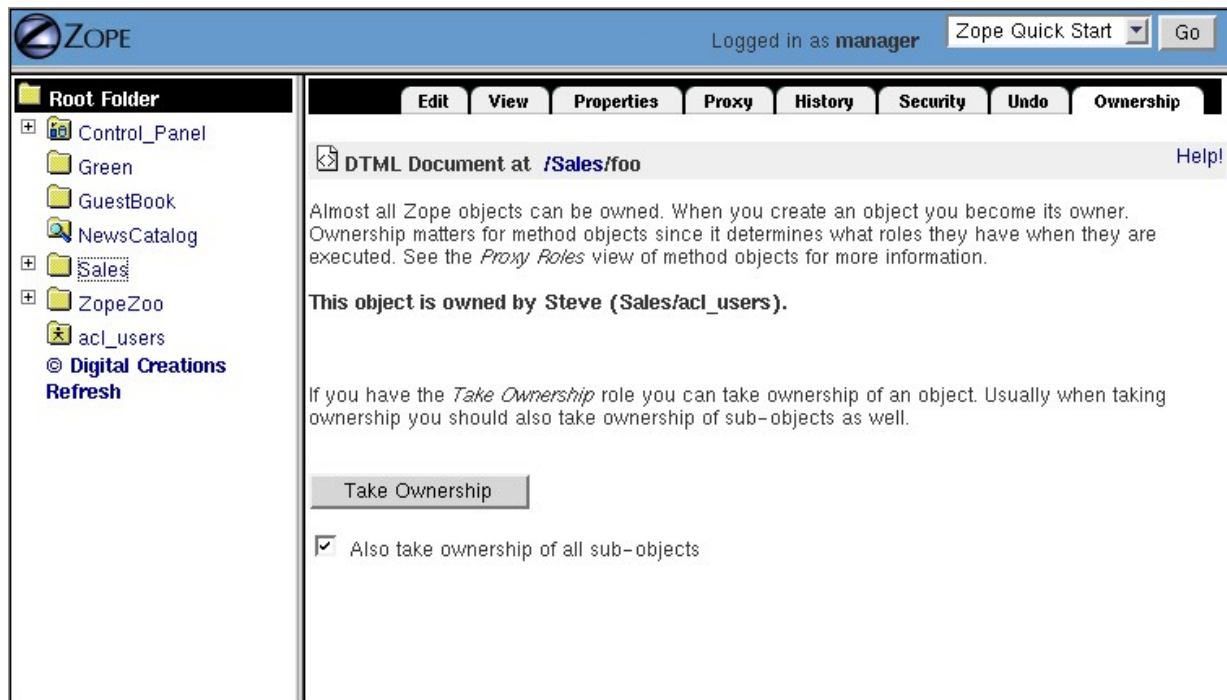 ZOPE
Logged in as manager
Zope Quick Start
Go
Root Folder
Control_Panel
Green
GuestBook
NewsCatalog
Sales
ZopeZoo
acl_users
© Digital Creations
Refresh
Edit View Properties Proxy History Security Undo Ownership
DTML Document at /Sales/foo
Help!
Almost all Zope objects can be owned. When you create an object you become its owner.
Ownership matters for method objects since it determines what roles they have when they are
executed. See the Proxy Roles view of method objects for more information.
This object is owned by Steve (Sales/acl_users).
If you have the Take Ownership role you can take ownership of an object. Usually when taking
ownership you should also take ownership of sub-objects as well.
Take Ownership
Also take ownership of all sub-objects